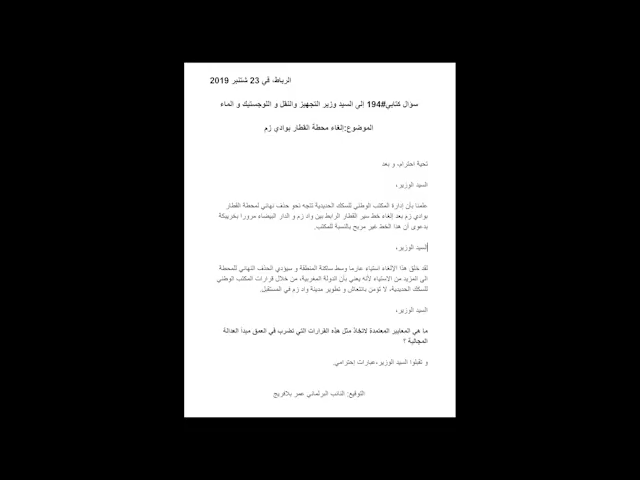 الرباط، في 23 شتنبر 2019
سؤال كتابي#194 إلى السيد وزير التجهيز والنقل و اللوجستيك و الماء
الموضوع:إلغاء محطة القطار بوادي زم
تحية احترام، و بعد
السيد الوزير،
علمنا بأن إدارة المكتب الوطني للسكك الحديدية تتجه نحو حذف نهائي لمحطة القطار
بوادي زم بعد إلغاء خط سير القطار الرابط بين واد زم و الدار البيضاء مرورا بخريبكة
بدعوى أن هذا الخط غير مربح بالنسبة للمكتب.
السيد الوزير،
لقد خلق هذا الإلغاء استياء عارما وسط ساكنة المنطقة و سيؤدي الحذف النهائي للمحطة
الى المزيد من الاستياء لأنه يعني بأن الدولة المغربية، من خلال قرارات المكتب الوطني
للسكك الحديدية، لا تؤمن بانتعاش و تطوير مدينة واد زم في المستقبل.
السيد الوزير،
ما هي المعايير المعتمدة لاتخاذ مثل هذه القرارات التي تضرب في العمق مبدأ العدالة
المجالية ؟
و تقبلوا السيد الوزير،عبارات إحترامي.
التوقيع: النائب البرلماني عمر بلافريج